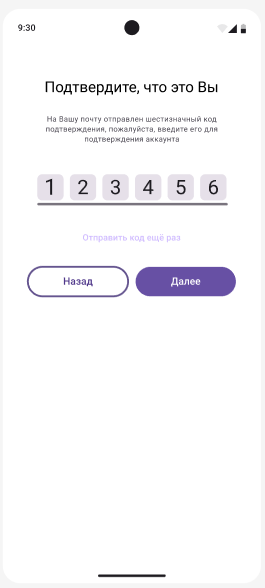 9:30
Подтвердите, что это Вы
На Вашу почту отправлен шестизначный код
подтверждения, пожалуйста, введите его для
подтверждения аккаунта
1 2 3 4 5 6
Отправить код ещё раз
Назад Далее